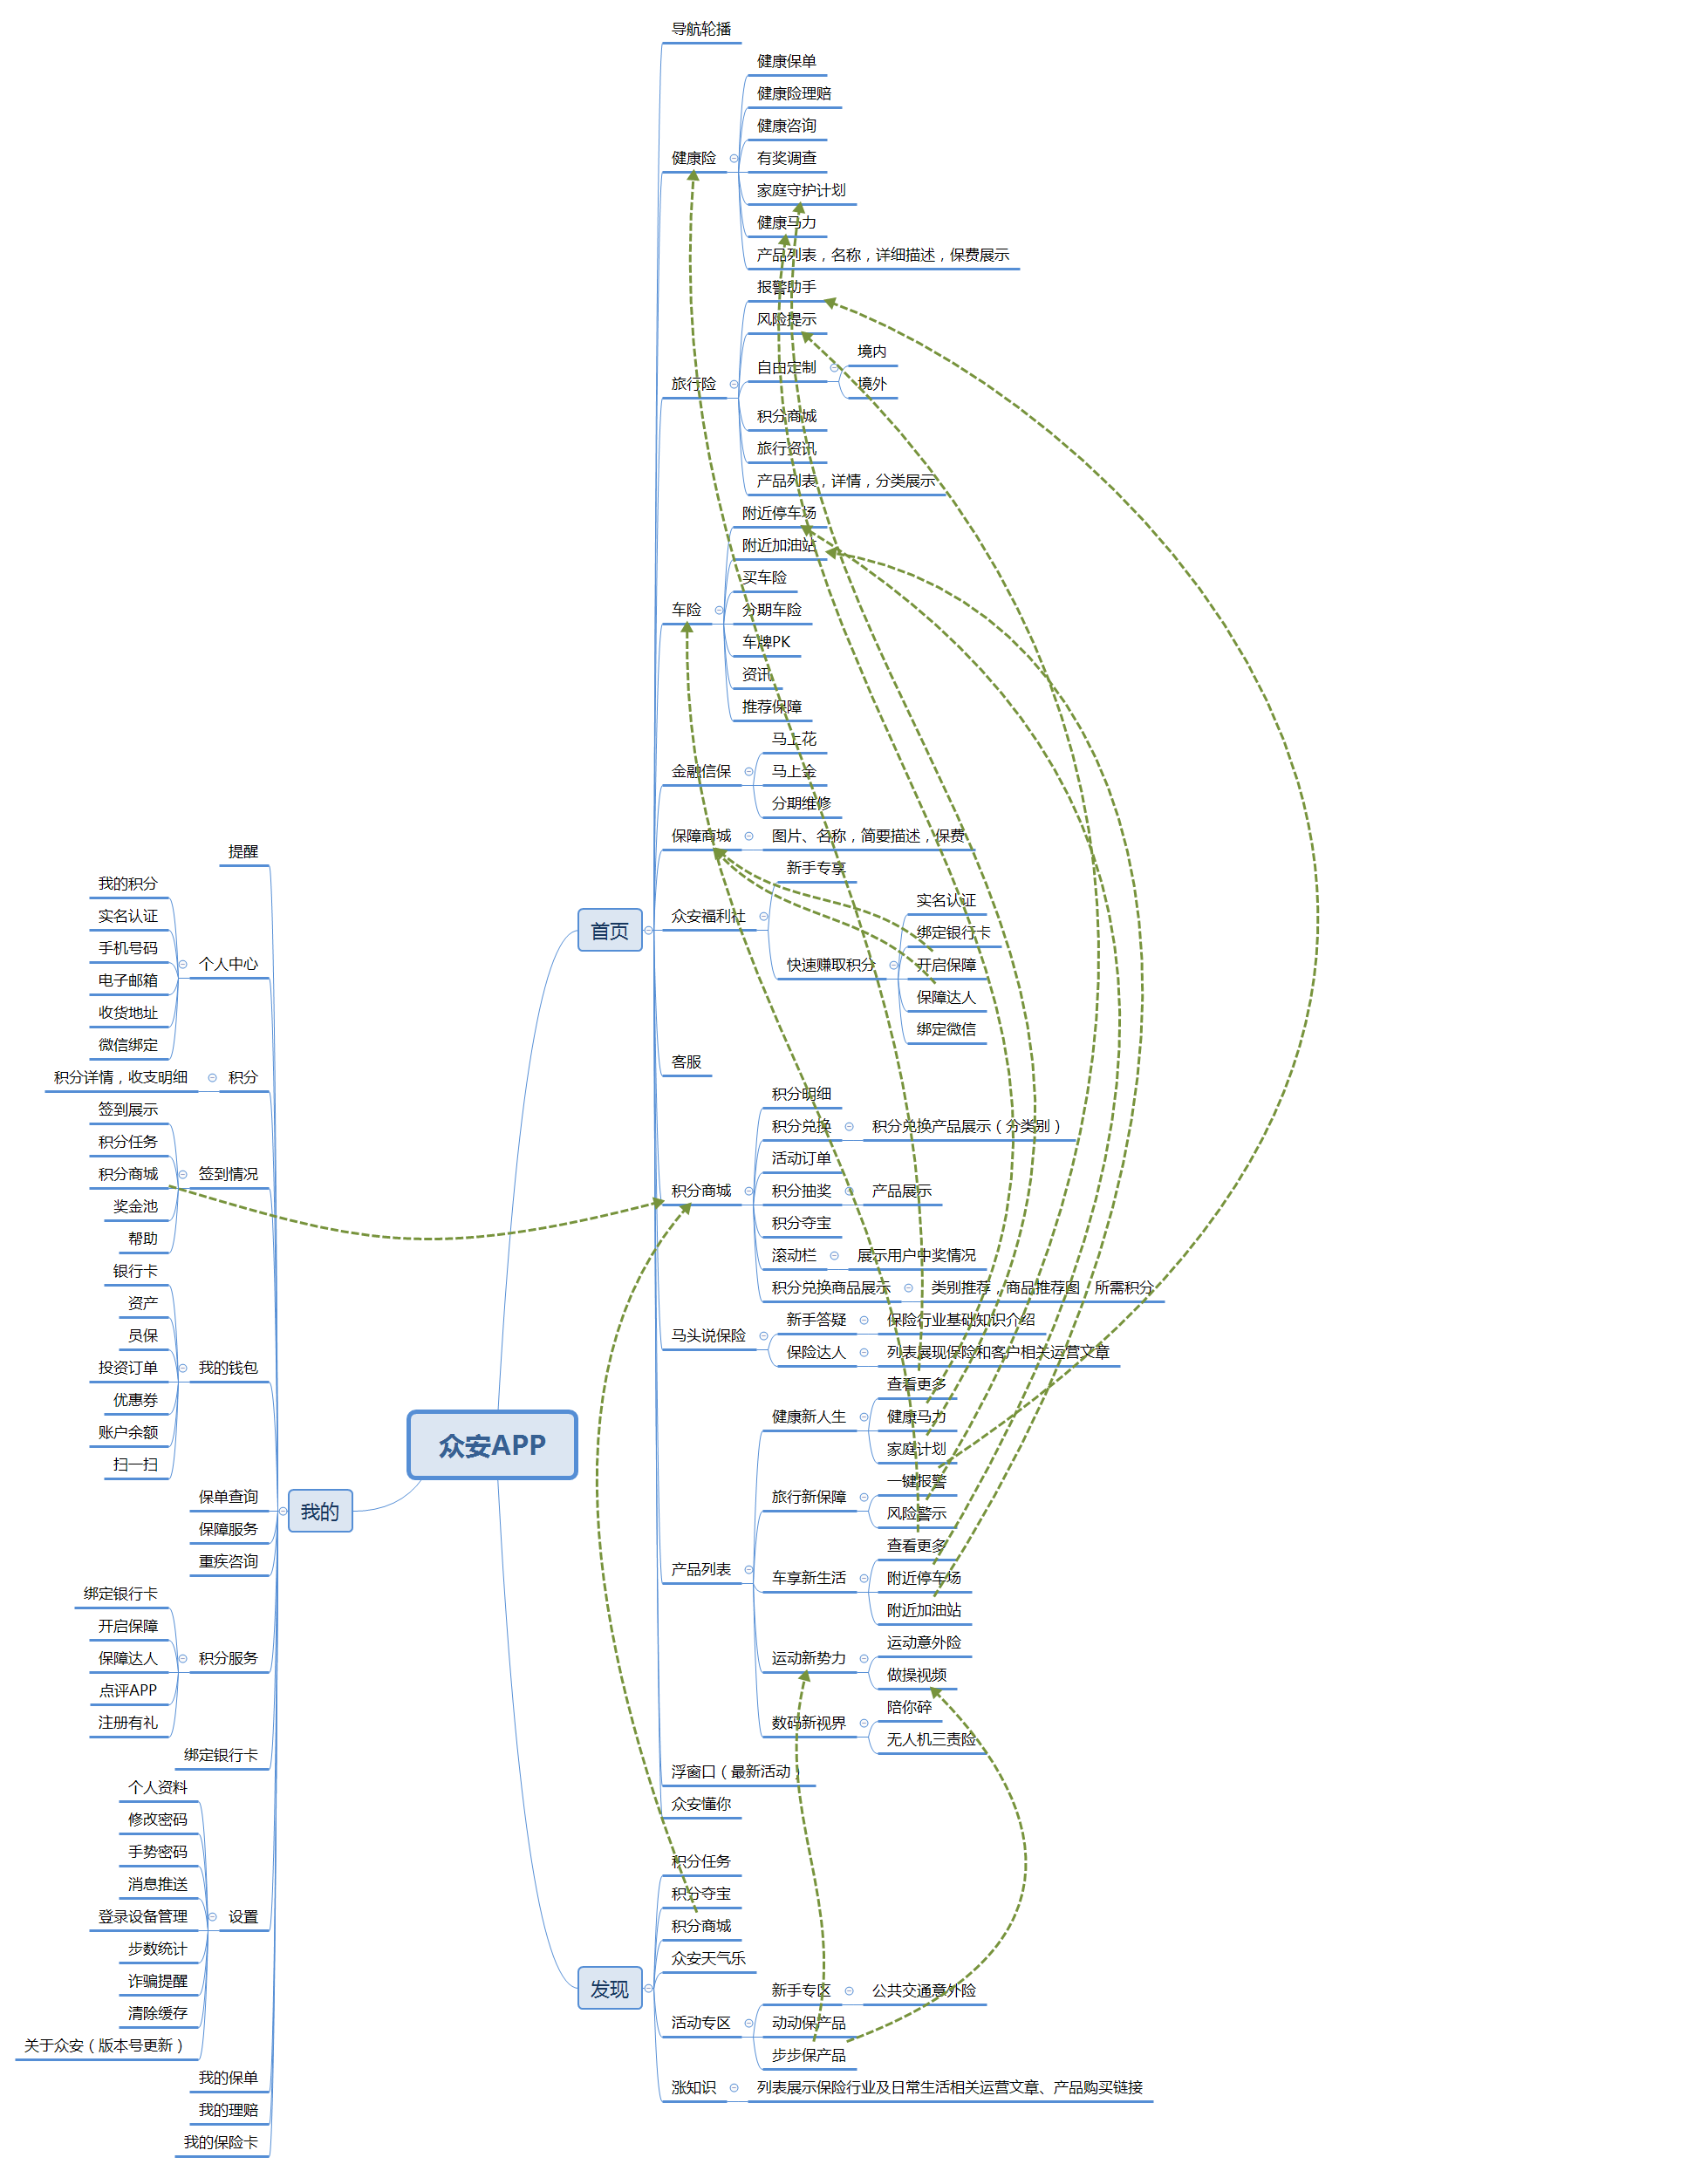 众安APP
首页
导航轮播
健康险
健康保单
健康险理赔
健康咨询
有奖调查
家庭守护计划
健康马力
产品列表，名称，详细描述，保费展示
旅行险
报警助手
风险提示
自由定制
境内
境外
积分商城
旅行资讯
产品列表，详情，分类展示
车险
附近停车场
附近加油站
买车险
分期车险
车牌PK
资讯
推荐保障
金融信保
马上花
马上金
分期维修
保障商城
图片、名称，简要描述，保费
众安福利社
新手专享
快速赚取积分
实名认证
绑定银行卡
开启保障
保障达人
绑定微信
客服
积分商城
积分明细
积分兑换
积分兑换产品展示（分类别）
活动订单
积分抽奖
产品展示
积分夺宝
滚动栏
展示用户中奖情况
积分兑换商品展示
类别推荐，商品推荐图　所需积分
马头说保险
新手答疑
保险行业基础知识介绍
保险达人
列表展现保险和客户相关运营文章
产品列表
健康新人生
查看更多
健康马力
家庭计划
旅行新保障
一键报警
风险警示
车享新生活
查看更多
附近停车场
附近加油站
运动新势力
运动意外险
做操视频
数码新视界
陪你碎
无人机三责险
浮窗口（最新活动）
众安懂你
发现
积分任务
积分夺宝
积分商城
众安天气乐
活动专区
新手专区
公共交通意外险
动动保产品
步步保产品
涨知识
列表展示保险行业及日常生活相关运营文章、产品购买链接
我的
提醒
个人中心
我的积分
实名认证
手机号码
电子邮箱
收货地址
微信绑定
积分
积分详情，收支明细
签到情况
签到展示
积分任务
积分商城
奖金池
帮助
我的钱包
银行卡
资产
员保
投资订单
优惠券
账户余额
扫一扫
保单查询
保障服务
重疾咨询
积分服务
绑定银行卡
开启保障
保障达人
点评APP
注册有礼
绑定银行卡
设置
个人资料
修改密码
手势密码
消息推送
登录设备管理
步数统计
诈骗提醒
清除缓存
关于众安（版本号更新）
我的保单
我的理赔
我的保险卡